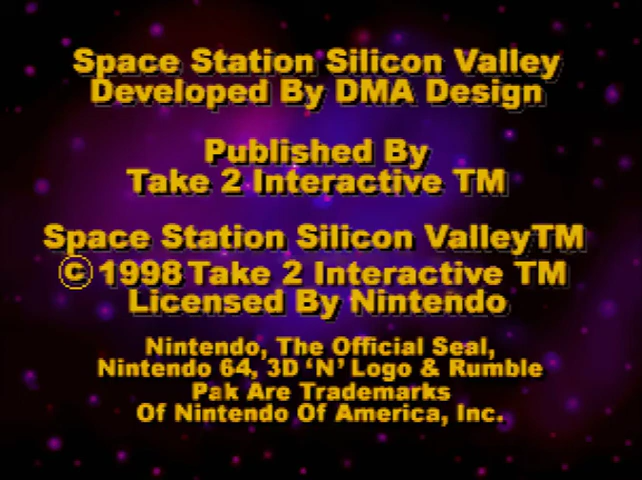 Space Station Silicon Valley
Developed By DMA Design
Published By
Take 2 Interactive TM
Space Station Silicon ValleyTM
© 1998 Take 2 Interactive TM
Licensed By Nintendo
Nintendo, The Official Seal,
Nintendo 64, 3D ‘N’ Logo & Rumble
Pak Are Trademarks
Of Nintendo Of America, Inc.